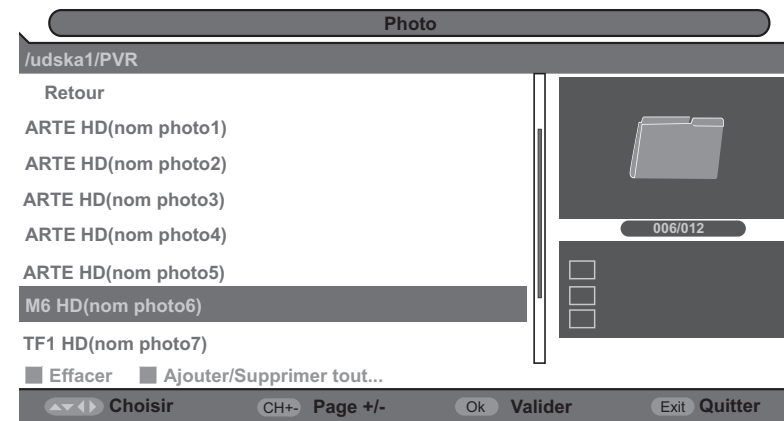 Photo
/udska1/PVR
Retour
ARTE HD(nom photo1)
ARTE HD(nom photo2)
ARTE HD(nom photo3)
ARTE HD(nom photo4)
ARTE HD(nom photo5)
M6 HD(nom photo6)
TF1 HD(nom photo7)
006/012
Effacer Ajouter/Supprimer tout...
Choisir CH+- Page +/- Ok Valider Exit Quitter